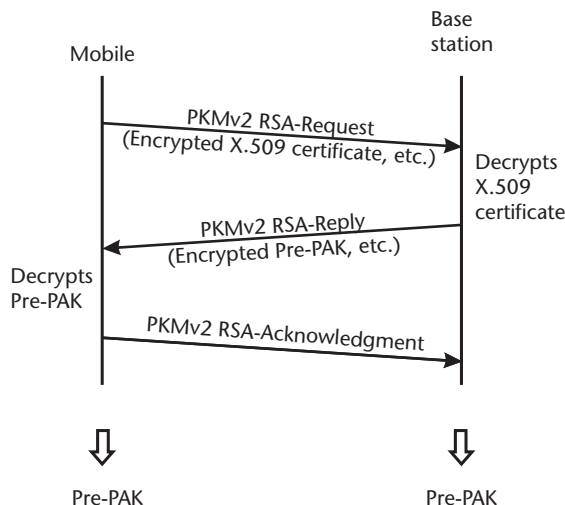 Base
station
Mobile
PKMv2 RSA-Request
(Encrypted X.509 certificate, etc.)
Decrypts
X.509
certificate
PKMv2 RSA-Reply
(Encrypted Pre-PAK, etc.)
Decrypts
Pre-PAK
PKMv2 RSA-Acknowledgment
Pre-PAK
Pre-PAK